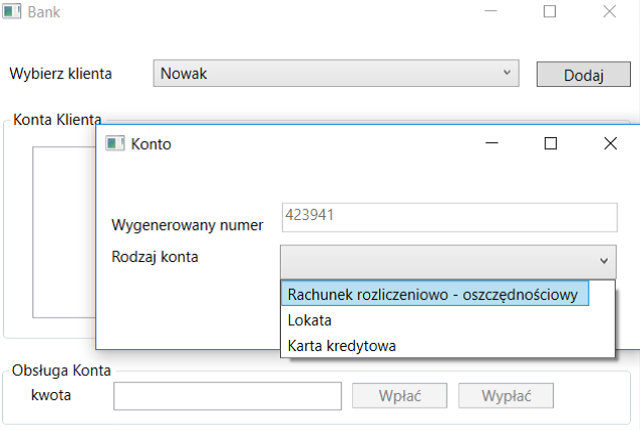 Bank
Wybierz klienta Nowak Dodaj
Konta Klienta
Konto
Wygenerowany numer 423941
Rodzaj konta
Rachunek rozliczeniowo - oszczędnościowy
Lokata
Karta kredytowa
Obsługa Konta
kwota Wpłać Wypłać